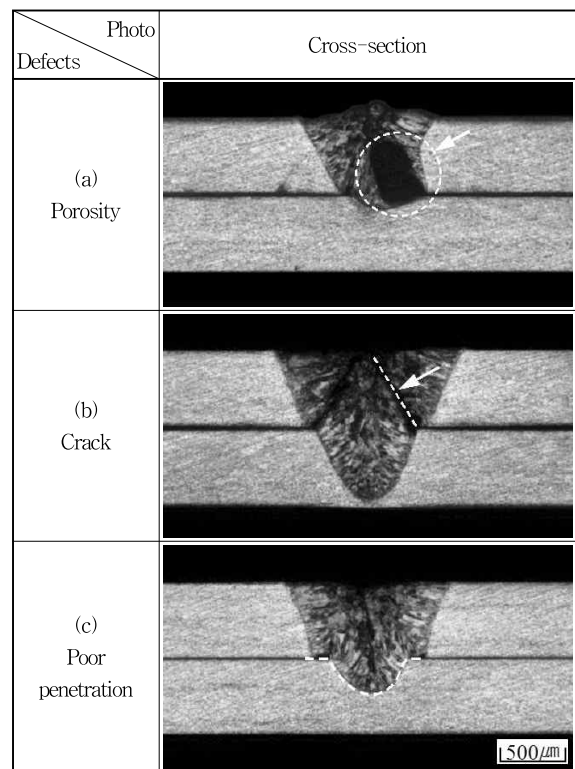 Photo
Defects
Cross-section
(a)
Porosity
(b)
Crack
(c)
Poor
penetration
500㎛